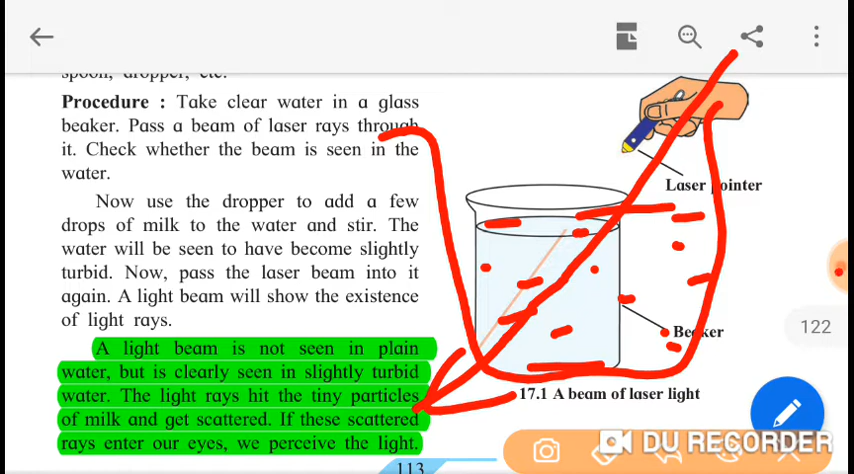 spoon, dropper, etc.
Procedure : Take clear water in a glass
beaker. Pass a beam of laser rays through
it. Check whether the beam is seen in the
water.
Now use the dropper to add a few
drops of milk to the water and stir. The
water will be seen to have become slightly
turbid. Now, pass the laser beam into it
again. A light beam will show the existence
of light rays.
A light beam is not seen in plain
water, but is clearly seen in slightly turbid
water. The light rays hit the tiny particles
of milk and get scattered. If these scattered
rays enter our eyes, we perceive the light.
Laser pointer
Beaker
17.1 A beam of laser light
122
113
DU RECORDER